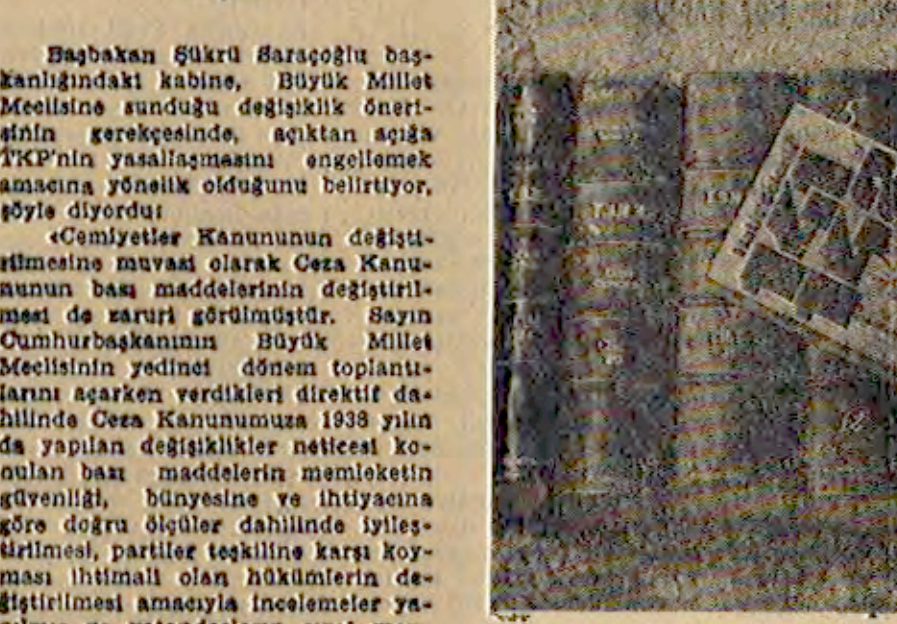 Başbakan Şükrü Saraçoğlu baş-
kanlığındaki kabine, Büyük Millet
Meclisine sunduğu değişiklik öneri-
sinin gerekçesinde, açıktan açığa
TKP'nin yasallaşmasını engellemek
amacına yönelik olduğunu belirtiyor,
şöyle diyordu:
«Cemiyetler Kanununun değişti-
rilmesine muvazi olarak Ceza Kanu-
nunun bazı maddelerinin değiştiril-
mesi de zaruri görülmüştür. Sayın
Cumhurbaşkanının Büyük Millet
Meclisinin yedinci dönem toplantı-
larını açarken verdikleri direktif da-
hilinde Ceza Kanunumuza 1938 yılın
da yapılan değişiklikler neticesi ko-
nulan bazı maddelerin memleketin
güvenliği, bünyesine ve ihtiyacına
göre doğru ölçüler dahilinde iyileş-
tirilmesi, partiler teşkiline karşı koy-
ması ihtimali olan hükümlerin de-
ğiştirilmesi amacıyla incelemeler ya-